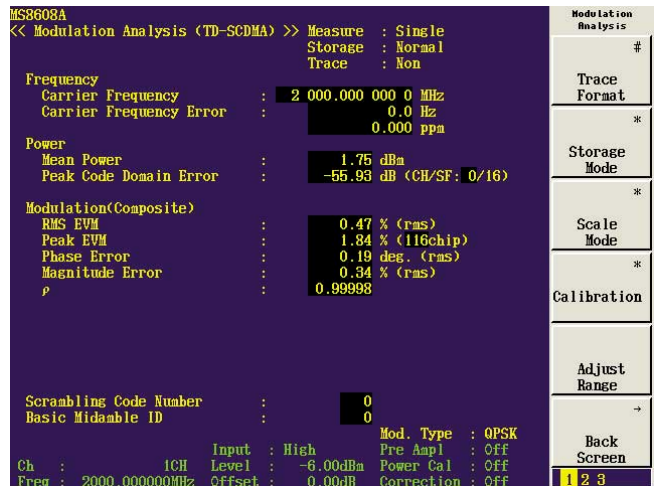 MS8608A
<< Modulation Analysis (TD-SCDMA) >> Measure : Single
Storage : Normal
Trace : Non
Frequency
Carrier Frequency : 2 000.000 000 0 MHz
Carrier Frequency Error : 0.0 Hz
0.000 ppm
Power
Mean Power : 1.75 dBm
Peak Code Domain Error : -55.93 dB (CH/SF: 0/16)
Modulation(Composite)
RMS EVM : 0.47 % (rms)
Peak EVM : 1.84 % (116chip)
Phase Error : 0.19 deg. (rms)
Magnitude Error : 0.34 % (rms)
ρ : 0.99998
Scrambling Code Number : 0
Basic Midamble ID : 0
Mod. Type : QPSK
Input : High Pre Ampl : Off
Ch : 1CH Level : -6.00dBm Power Cal : Off
Freq : 2000.000000MHz Offset : 0.00dB Correction : Off
Modulation
Analysis
#
Trace
Format
*
Storage
Mode
*
Scale
Mode
*
Calibration
Adjust
Range
→
Back
Screen
1 2 3